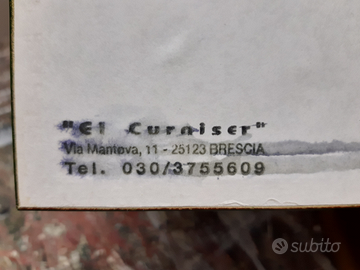 "El Curniser"
Via Mantova, 11 - 25123 BRESCIA
Tel. 030/3755609
subito